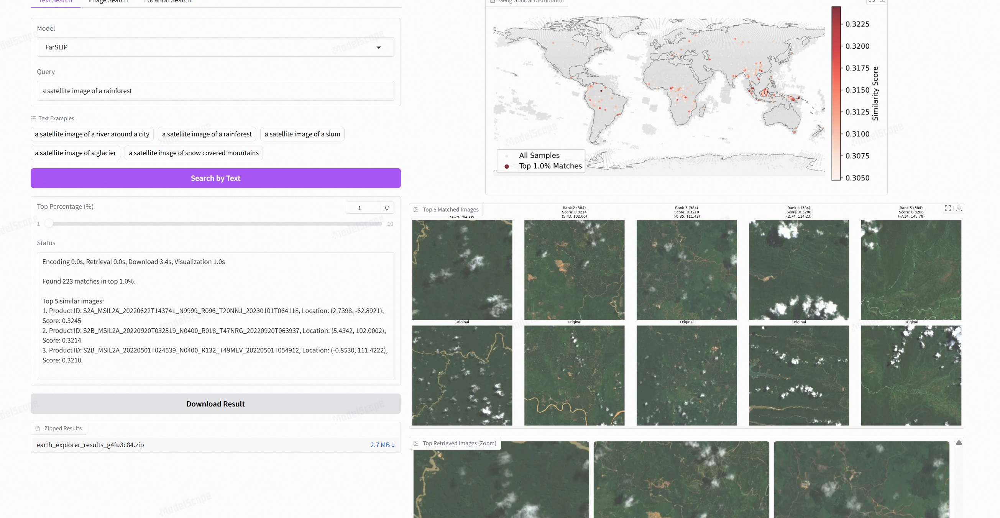 Text Search Image Search Location Search
Model
FarSLIP
Query
a satellite image of a rainforest
Text Examples
a satellite image of a river around a city
a satellite image of a rainforest
a satellite image of a slum
a satellite image of a glacier
a satellite image of snow covered mountains
Search by Text
Top Percentage (%)
1
1
10
Status
Encoding 0.0s, Retrieval 0.0s, Download 3.4s, Visualization 1.0s
Found 223 matches in top 1.0%.
Top 5 similar images:
1. Product ID: S2A_MSIL2A_20220622T143741_N9999_R096_T20NNJ_20230101T064118, Location: (2.7398, -62.8921),
Score: 0.3245
2. Product ID: S2B_MSIL2A_20220920T032519_N0400_R018_T47NRG_20220920T063937, Location: (5.4342, 102.0002),
Score: 0.3214
3. Product ID: S2B_MSIL2A_20220501T024539_N0400_R132_T49MEV_20220501T054912, Location: (-0.8530, 111.4222),
Score: 0.3210
Download Result
Zipped Results
earth_explorer_results_g4fu3c84.zip
2.7 MB ↓
Geographical Distribution
0.3225
0.3200
0.3175
0.3150
0.3125
0.3100
0.3075
0.3050
Similarity Score
All Samples
Top 1.0% Matches
Top 5 Matched Images
(2.74, -62.89)
Rank 2 (384)
Score: 0.3214
(5.43, 102.00)
Rank 3 (384)
Score: 0.3210
(-0.85, 111.42)
Rank 4 (384)
Score: 0.3206
(2.74, 114.23)
Rank 5 (384)
Score: 0.3206
(-7.14, 145.78)
Original
Original
Original
Original
Original
Top Retrieved Images (Zoom)
ModelScope